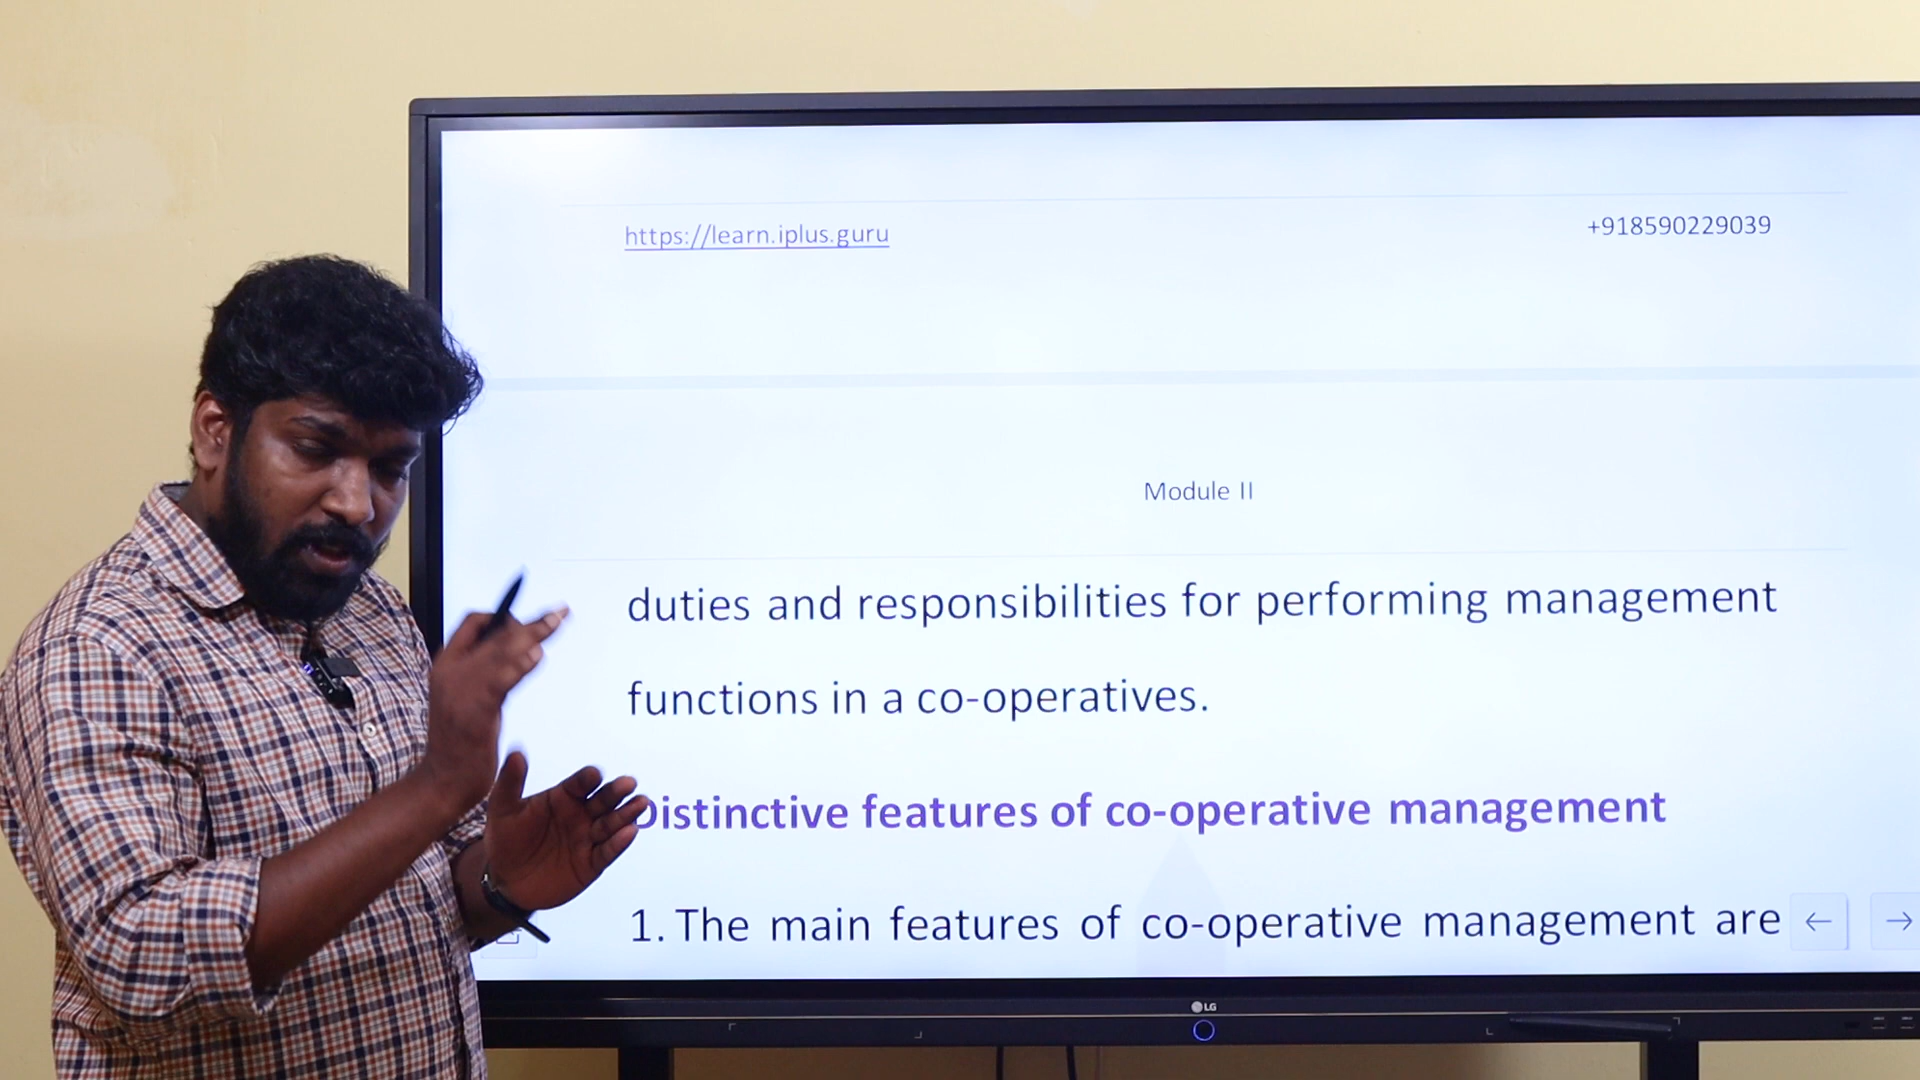 https://learn.iplus.guru
+918590229039
Module II
duties and responsibilities for performing management
functions in a co-operatives.
Distinctive features of co-operative management
1. The main features of co-operative management are
LG